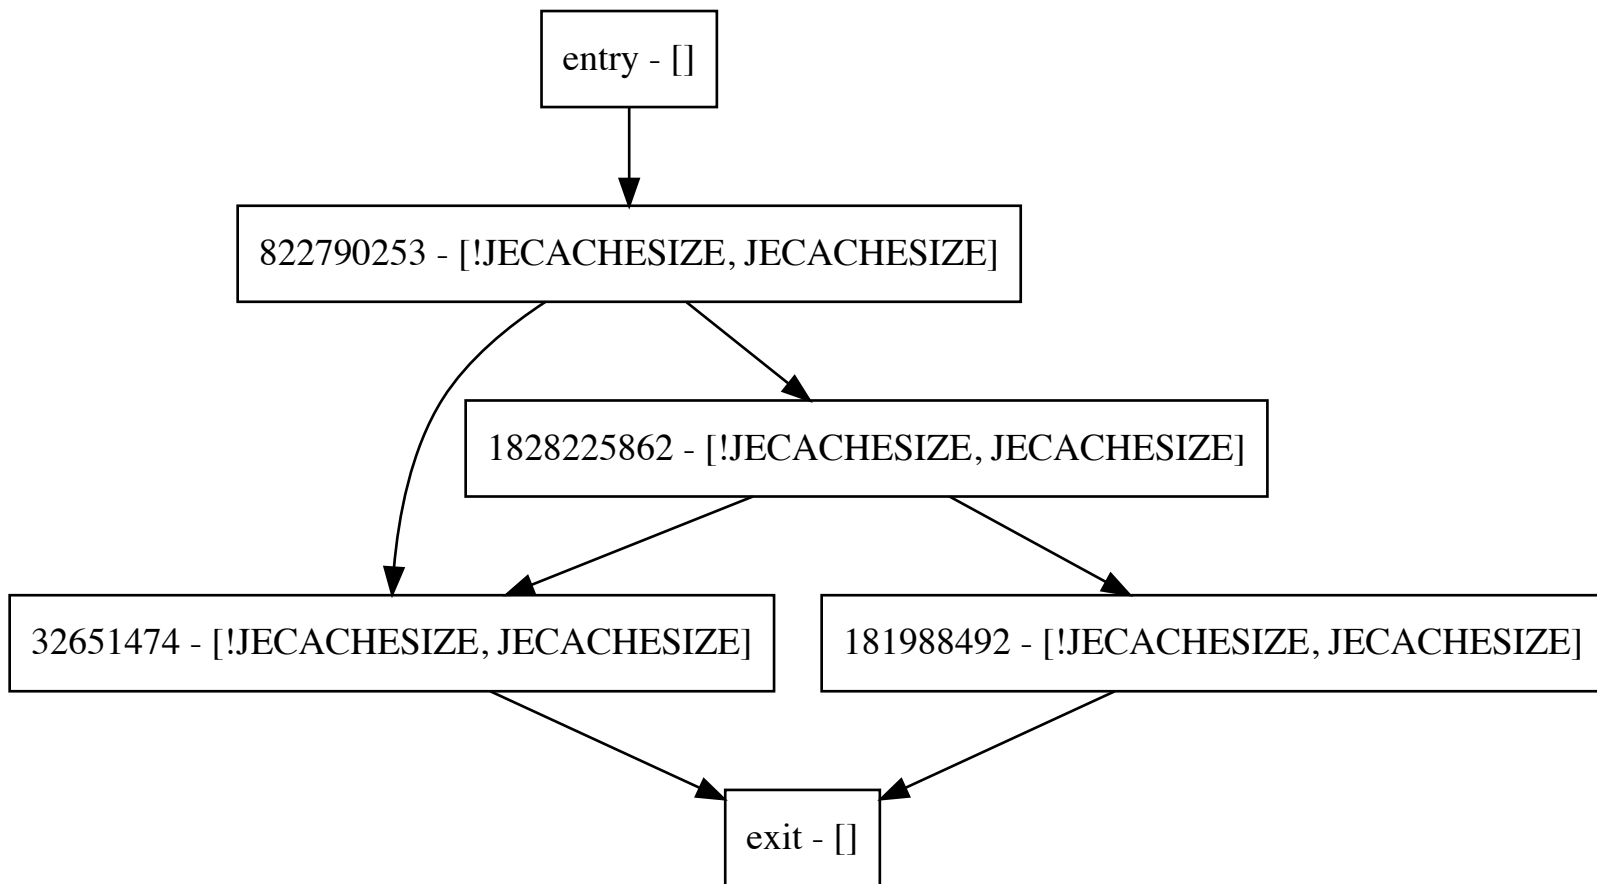 entry - []
822790253 - [!JECACHESIZE, JECACHESIZE]
1828225862 - [!JECACHESIZE, JECACHESIZE]
32651474 - [!JECACHESIZE, JECACHESIZE]
181988492 - [!JECACHESIZE, JECACHESIZE]
exit - []